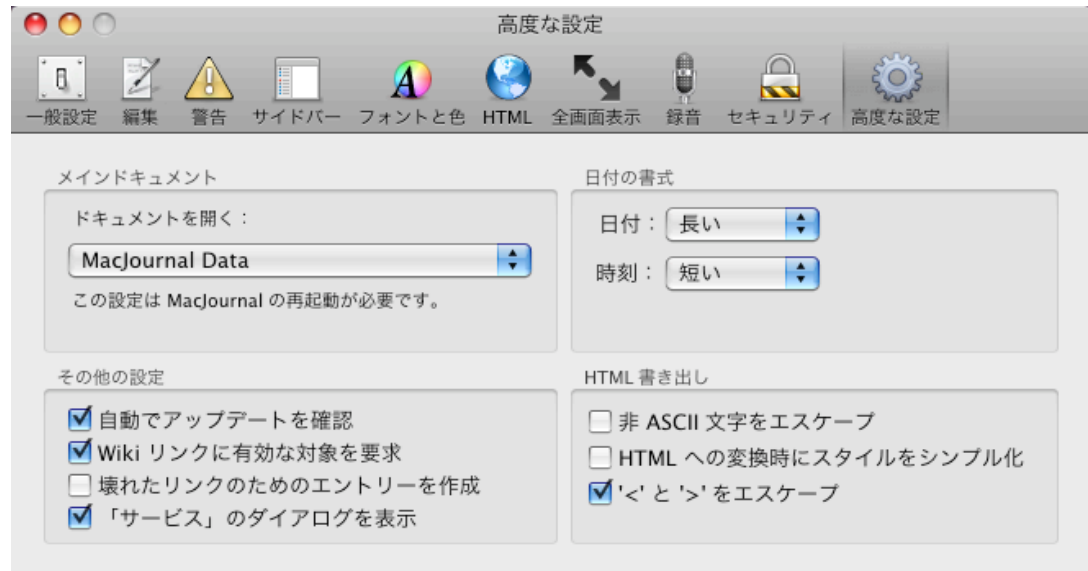 高度な設定
一般設定 編集 警告 サイドバー フォントと色 HTML 全画面表示 録音 セキュリティ 高度な設定
メインドキュメント
ドキュメントを開く：
MacJournal Data
この設定は MacJournal の再起動が必要です。
日付の書式
日付： 長い
時刻： 短い
その他の設定
自動でアップデートを確認
Wiki リンクに有効な対象を要求
壊れたリンクのためのエントリーを作成
「サービス」のダイアログを表示
HTML 書き出し
非 ASCII 文字をエスケープ
HTML への変換時にスタイルをシンプル化
'<' と '>' をエスケープ